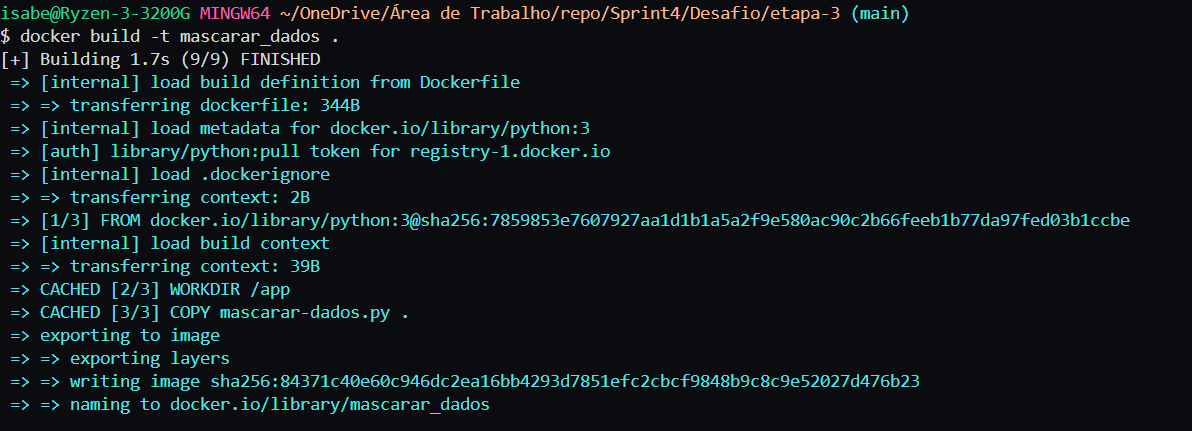 isabe@Ryzen-3-3200G MINGW64 ~/OneDrive/Área de Trabalho/repo/Sprint4/Desafio/etapa-3 (main)
$ docker build -t mascarar_dados .
[+] Building 1.7s (9/9) FINISHED
=> [internal] load build definition from Dockerfile
=> => transferring dockerfile: 344B
=> [internal] load metadata for docker.io/library/python:3
=> [auth] library/python:pull token for registry-1.docker.io
=> [internal] load .dockerignore
=> => transferring context: 2B
=> [1/3] FROM docker.io/library/python:3@sha256:7859853e7607927aa1d1b1a5a2f9e580ac90c2b66feeb1b77da97fed03b1ccbe
=> [internal] load build context
=> => transferring context: 39B
=> CACHED [2/3] WORKDIR /app
=> CACHED [3/3] COPY mascarar-dados.py .
=> exporting to image
=> => exporting layers
=> => writing image sha256:84371c40e60c946dc2ea16bb4293d7851efc2cbcf9848b9c8c9e52027d476b23
=> => naming to docker.io/library/mascarar_dados